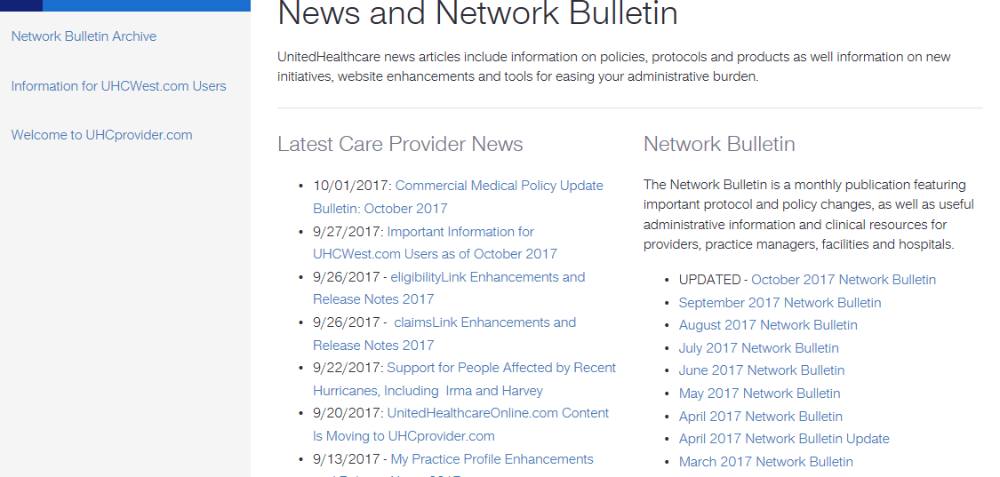 News and Network Bulletin
Network Bulletin Archive
Information for UHCWest.com Users
Welcome to UHCprovider.com
UnitedHealthcare news articles include information on policies, protocols and products as well information on new
initiatives, website enhancements and tools for easing your administrative burden.
Latest Care Provider News
• 10/01/2017: Commercial Medical Policy Update
Bulletin: October 2017
• 9/27/2017: Important Information for
UHCWest.com Users as of October 2017
• 9/26/2017 - eligibilityLink Enhancements and
Release Notes 2017
• 9/26/2017 - claimsLink Enhancements and
Release Notes 2017
• 9/22/2017: Support for People Affected by Recent
Hurricanes, Including Irma and Harvey
• 9/20/2017: UnitedHealthcareOnline.com Content
Is Moving to UHCprovider.com
• 9/13/2017 - My Practice Profile Enhancements
Network Bulletin
The Network Bulletin is a monthly publication featuring
important protocol and policy changes, as well as useful
administrative information and clinical resources for
providers, practice managers, facilities and hospitals.
• UPDATED - October 2017 Network Bulletin
• September 2017 Network Bulletin
• August 2017 Network Bulletin
• July 2017 Network Bulletin
• June 2017 Network Bulletin
• May 2017 Network Bulletin
• April 2017 Network Bulletin
• April 2017 Network Bulletin Update
• March 2017 Network Bulletin